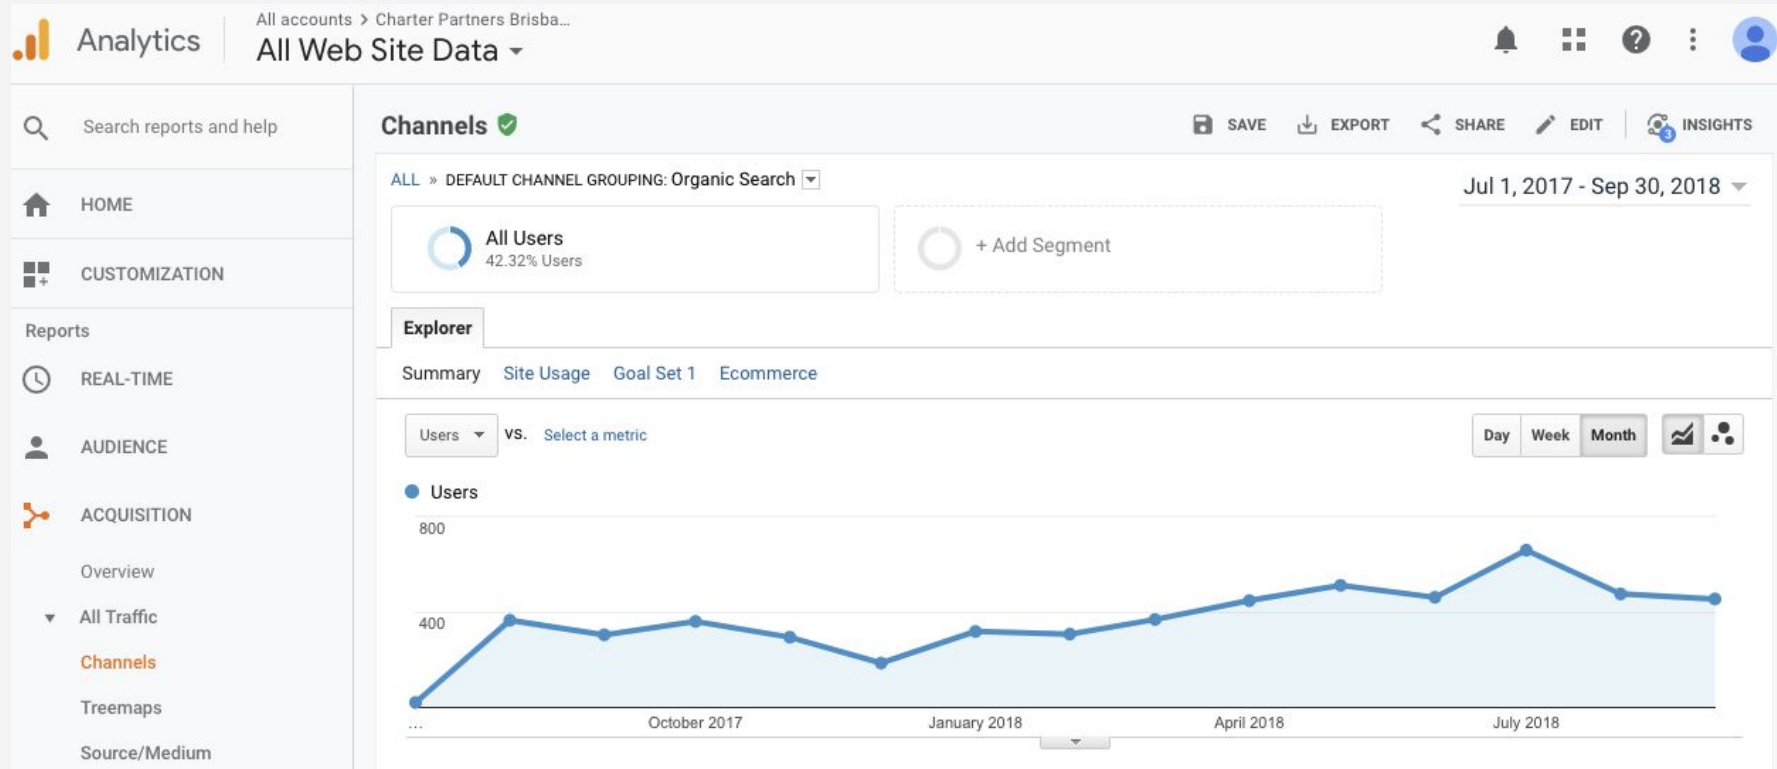 All accounts > Charter Partners Brisba...
Analytics
All Web Site Data
Search reports and help
HOME
CUSTOMIZATION
Reports
REAL-TIME
AUDIENCE
ACQUISITION
Overview
All Traffic
Channels
Treemaps
Source/Medium
Channels
SAVE
EXPORT
SHARE
EDIT
3
INSIGHTS
ALL » DEFAULT CHANNEL GROUPING: Organic Search
Jul 1, 2017 - Sep 30, 2018
All Users
42.32% Users
+ Add Segment
Explorer
Summary Site Usage Goal Set 1 Ecommerce
Users VS. Select a metric
Day Week Month
Users
800
400
... October 2017 January 2018 April 2018 July 2018